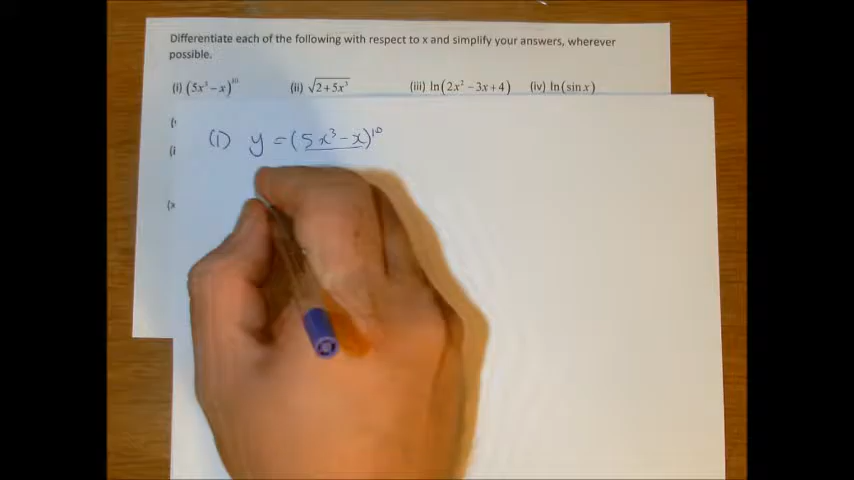 Differentiate each of the following with respect to x and simplify your answers, wherever
possible.
(i) (5x³ − x)¹⁰ (ii) √(2+5x³) (iii) ln(2x² − 3x + 4) (iv) ln(sin x)
(i) y = (5x³ − x)¹⁰